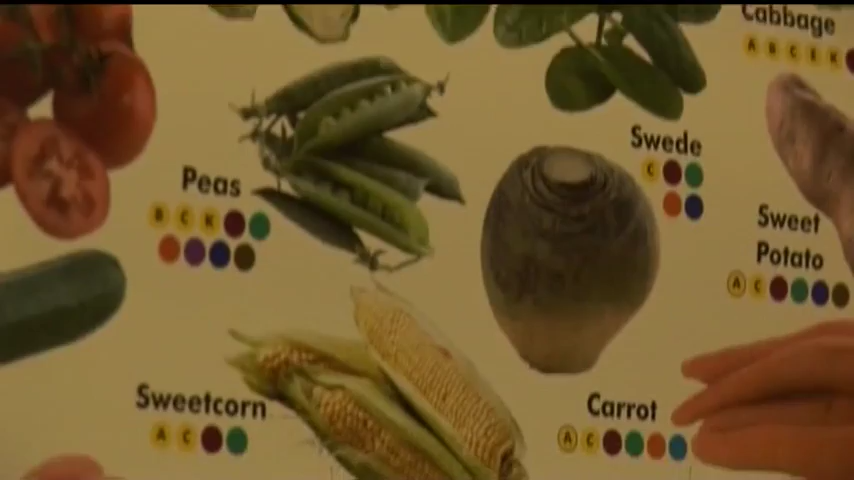 Cabbage
A B C E K
Swede
C
Peas
B C K
Sweet
Potato
A C
Sweetcorn
A C
Carrot
A C